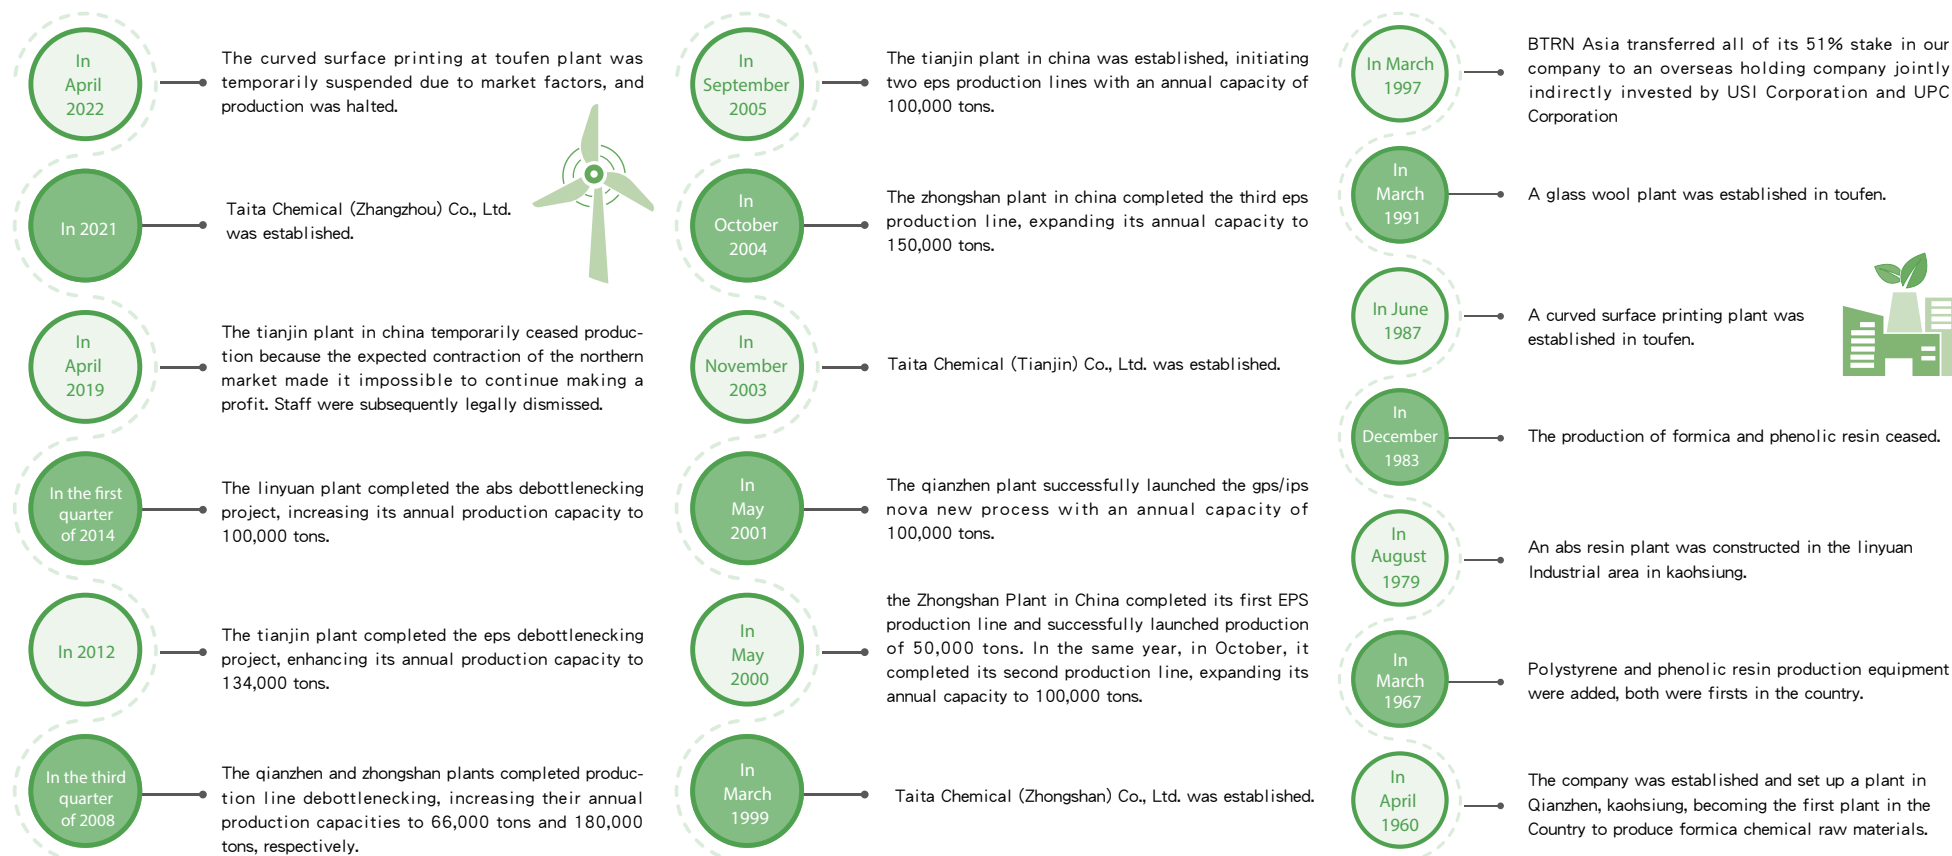 In
April
2022
The curved surface printing at toufen plant was
temporarily suspended due to market factors, and
production was halted.
In 2021
Taita Chemical (Zhangzhou) Co., Ltd.
was established.
In
April
2019
The tianjin plant in china temporarily ceased produc-
tion because the expected contraction of the northern
market made it impossible to continue making a
profit. Staff were subsequently legally dismissed.
In the first
quarter
of 2014
The linyuan plant completed the abs debottlenecking
project, increasing its annual production capacity to
100,000 tons.
In 2012
The tianjin plant completed the eps debottlenecking
project, enhancing its annual production capacity to
134,000 tons.
In the third
quarter
of 2008
The qianzhen and zhongshan plants completed produc-
tion line debottlenecking, increasing their annual
production capacities to 66,000 tons and 180,000
tons, respectively.
In
September
2005
The tianjin plant in china was established, initiating
two eps production lines with an annual capacity of
100,000 tons.
In
October
2004
The zhongshan plant in china completed the third eps
production line, expanding its annual capacity to
150,000 tons.
In
November
2003
Taita Chemical (Tianjin) Co., Ltd. was established.
In
May
2001
The qianzhen plant successfully launched the gps/ips
nova new process with an annual capacity of
100,000 tons.
In
May
2000
the Zhongshan Plant in China completed its first EPS
production line and successfully launched production
of 50,000 tons. In the same year, in October, it
completed its second production line, expanding its
annual capacity to 100,000 tons.
In
March
1999
Taita Chemical (Zhongshan) Co., Ltd. was established.
In March
1997
BTRN Asia transferred all of its 51% stake in our
company to an overseas holding company jointly
indirectly invested by USI Corporation and UPC
Corporation
In
March
1991
A glass wool plant was established in toufen.
In June
1987
A curved surface printing plant was
established in toufen.
In
December
1983
The production of formica and phenolic resin ceased.
In
August
1979
An abs resin plant was constructed in the linyuan
Industrial area in kaohsiung.
In
March
1967
Polystyrene and phenolic resin production equipment
were added, both were firsts in the country.
In
April
1960
The company was established and set up a plant in
Qianzhen, kaohsiung, becoming the first plant in the
Country to produce formica chemical raw materials.